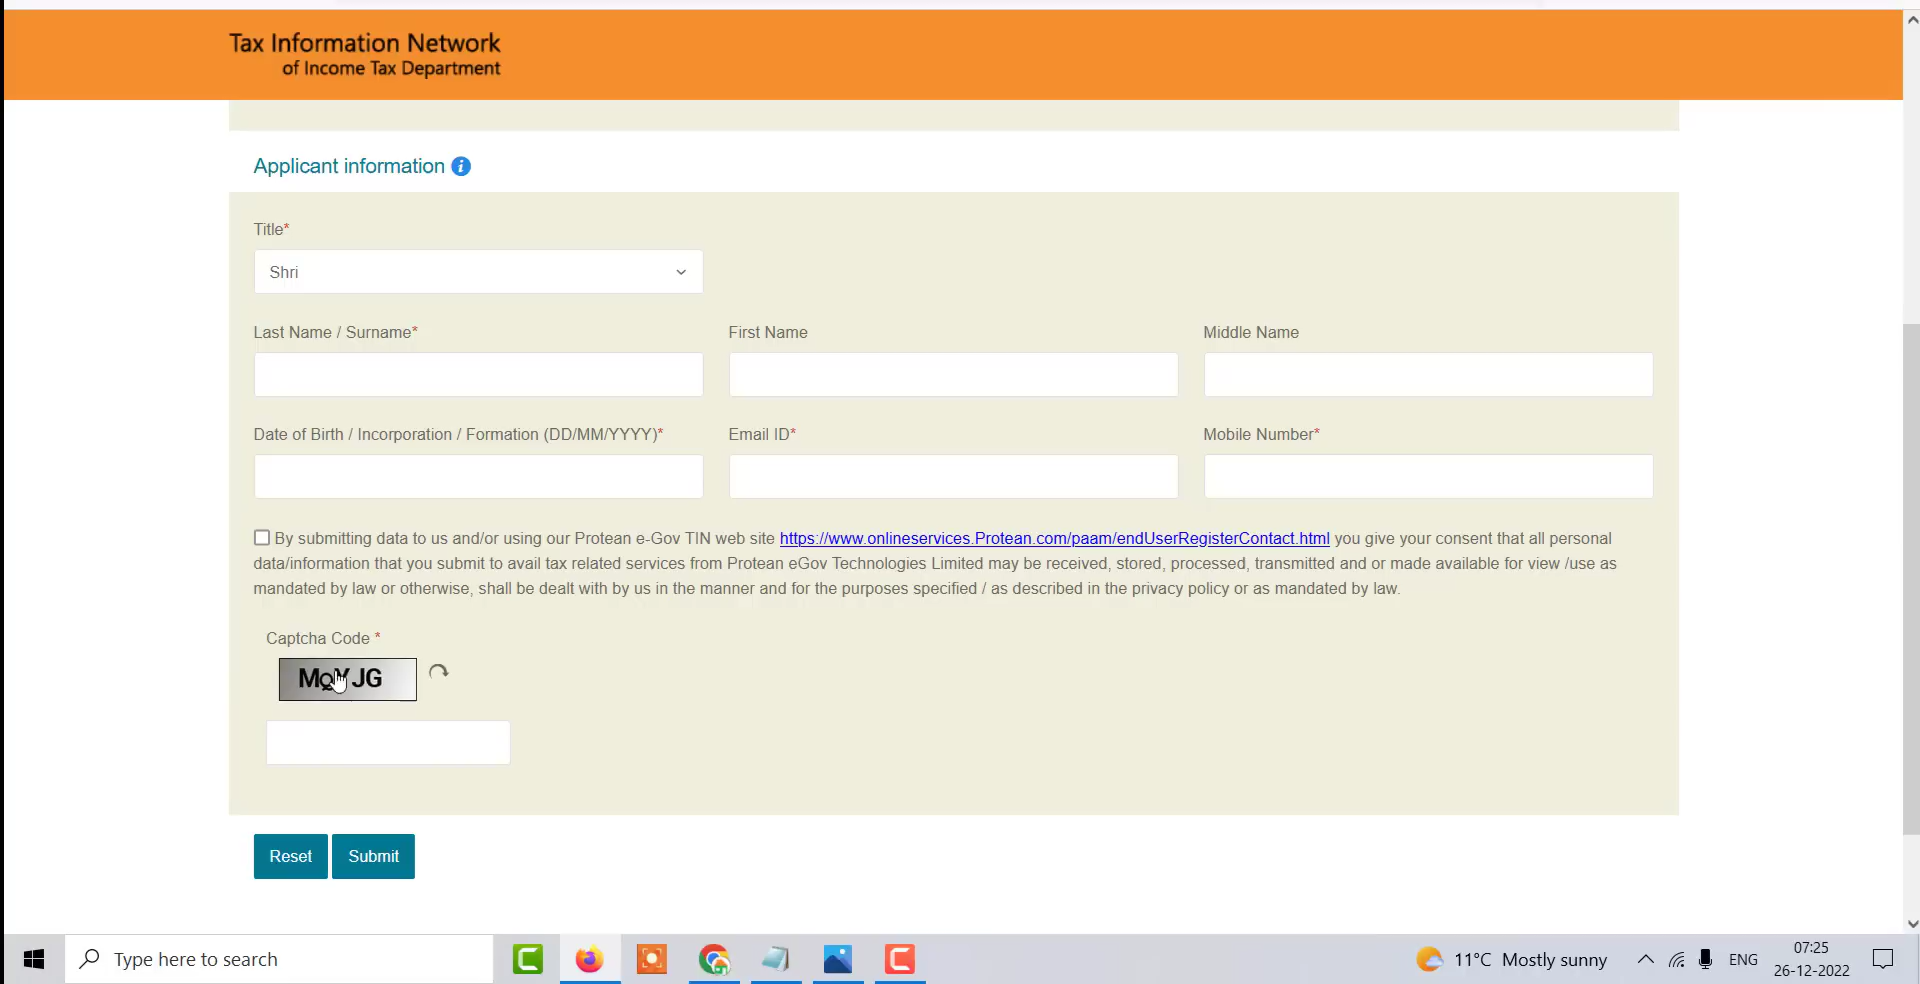 Tax Information Network
of Income Tax Department
Applicant information
Title*
Shri
Last Name / Surname*
First Name
Middle Name
Date of Birth / Incorporation / Formation (DD/MM/YYYY)*
Email ID*
Mobile Number*
By submitting data to us and/or using our Protean e-Gov TIN web site https://www.onlineservices.Protean.com/paam/endUserRegisterContact.html you give your consent that all personal
data/information that you submit to avail tax related services from Protean eGov Technologies Limited may be received, stored, processed, transmitted and or made available for view /use as
mandated by law or otherwise, shall be dealt with by us in the manner and for the purposes specified / as described in the privacy policy or as mandated by law.
Captcha Code *
Reset
Submit
Type here to search
11°C Mostly sunny
ENG
07:25
26-12-2022